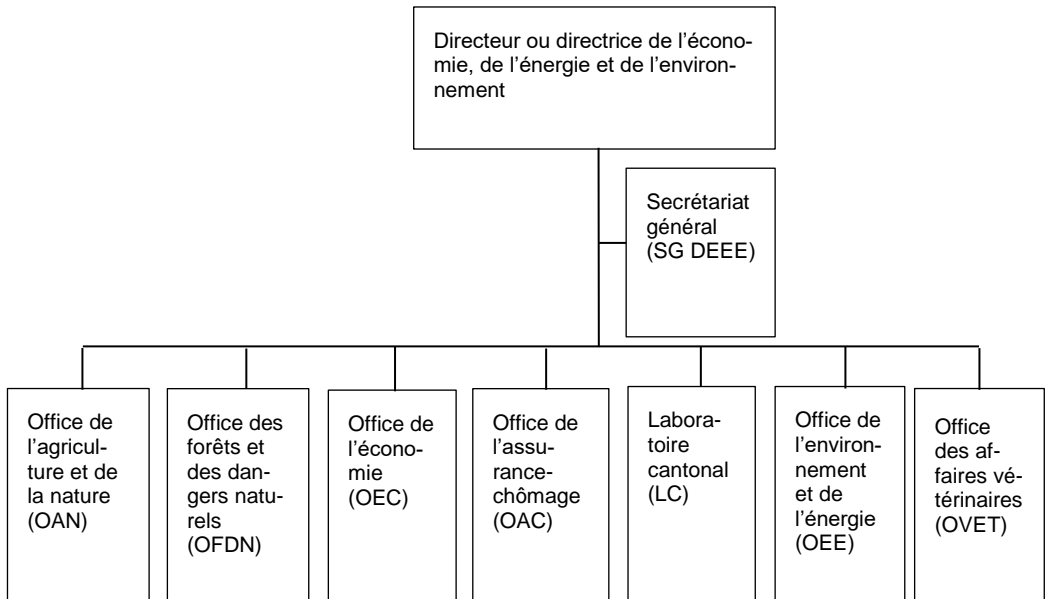 Directeur ou directrice de l’écono-
mie, de l’énergie et de l’environ-
nement
Secrétariat
général
(SG DEEE)
Office de
l’agricul-
ture et de
la nature
(OAN)
Office des
forêts et
des dan-
gers natu-
rels
(OFDN)
Office de
l’écono-
mie
(OEC)
Office de
l’assu-
rance-
chômage
(OAC)
Labora-
toire
cantonal
(LC)
Office de
l’environ-
nement
et de
l’énergie
(OEE)
Office
des af-
faires vé-
térinaires
(OVET)